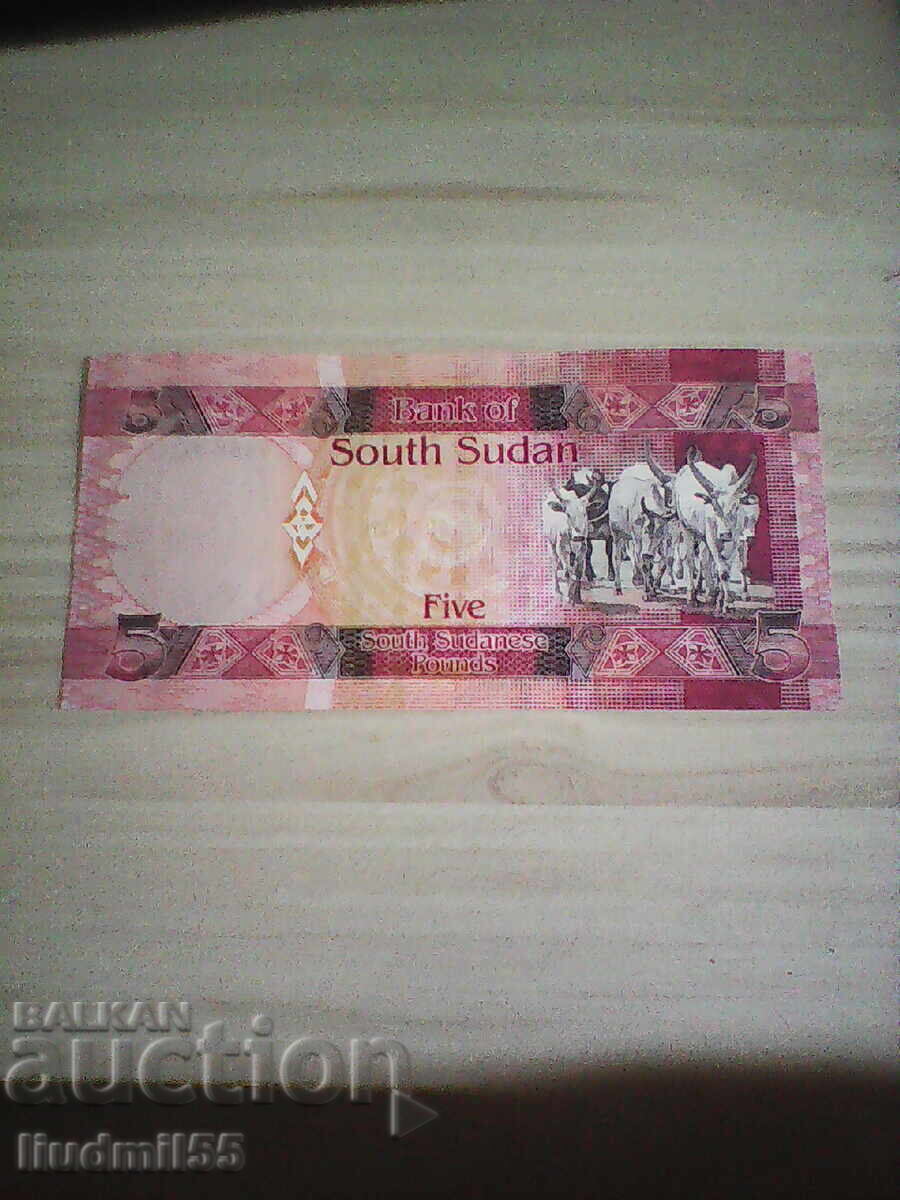 5 Bank of 5
South Sudan
Five
5 South Sudanese 5
Pounds
BALKAN
auction
liudmil55